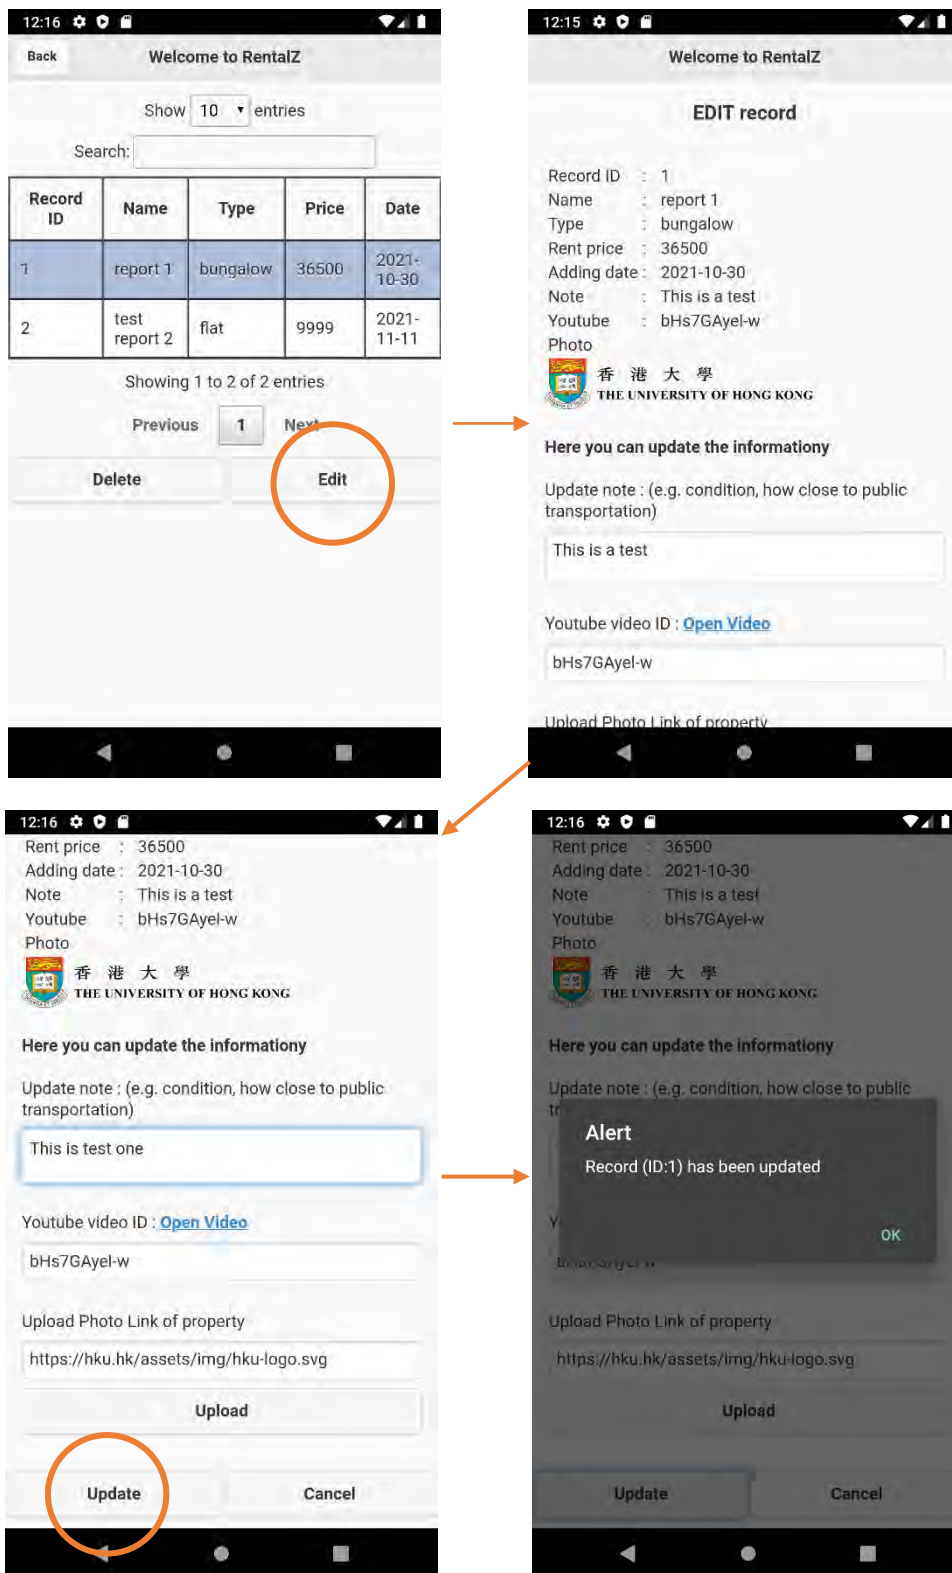 12:16
Back
Welcome to RentalZ
Show 10 entries
Search:
Record ID Name Type Price Date
1 report 1 bungalow 36500 2021-10-30
2 test report 2 flat 9999 2021-11-11
Showing 1 to 2 of 2 entries
Previous 1 Next
Delete Edit
12:15
Welcome to RentalZ
EDIT record
Record ID : 1
Name : report 1
Type : bungalow
Rent price : 36500
Adding date : 2021-10-30
Note : This is a test
Youtube : bHs7GAyel-w
Photo
香港大學
THE UNIVERSITY OF HONG KONG
Here you can update the informationy
Update note : (e.g. condition, how close to public
transportation)
This is a test
Youtube video ID : Open Video
bHs7GAyel-w
Upload Photo Link of property
12:16
Rent price : 36500
Adding date : 2021-10-30
Note : This is a test
Youtube : bHs7GAyel-w
Photo
香港大學
THE UNIVERSITY OF HONG KONG
Here you can update the informationy
Update note : (e.g. condition, how close to public
transportation)
This is test one
Youtube video ID : Open Video
bHs7GAyel-w
Upload Photo Link of property
https://hku.hk/assets/img/hku-logo.svg
Upload
Update Cancel
12:16
Rent price : 36500
Adding date : 2021-10-30
Note : This is a test
Youtube : bHs7GAyel-w
Photo
香港大學
THE UNIVERSITY OF HONG KONG
Here you can update the informationy
Update note : (e.g. condition, how close to public
Alert
Record (ID:1) has been updated
OK
Upload Photo Link of property
https://hku.hk/assets/img/hku-logo.svg
Upload
Update Cancel